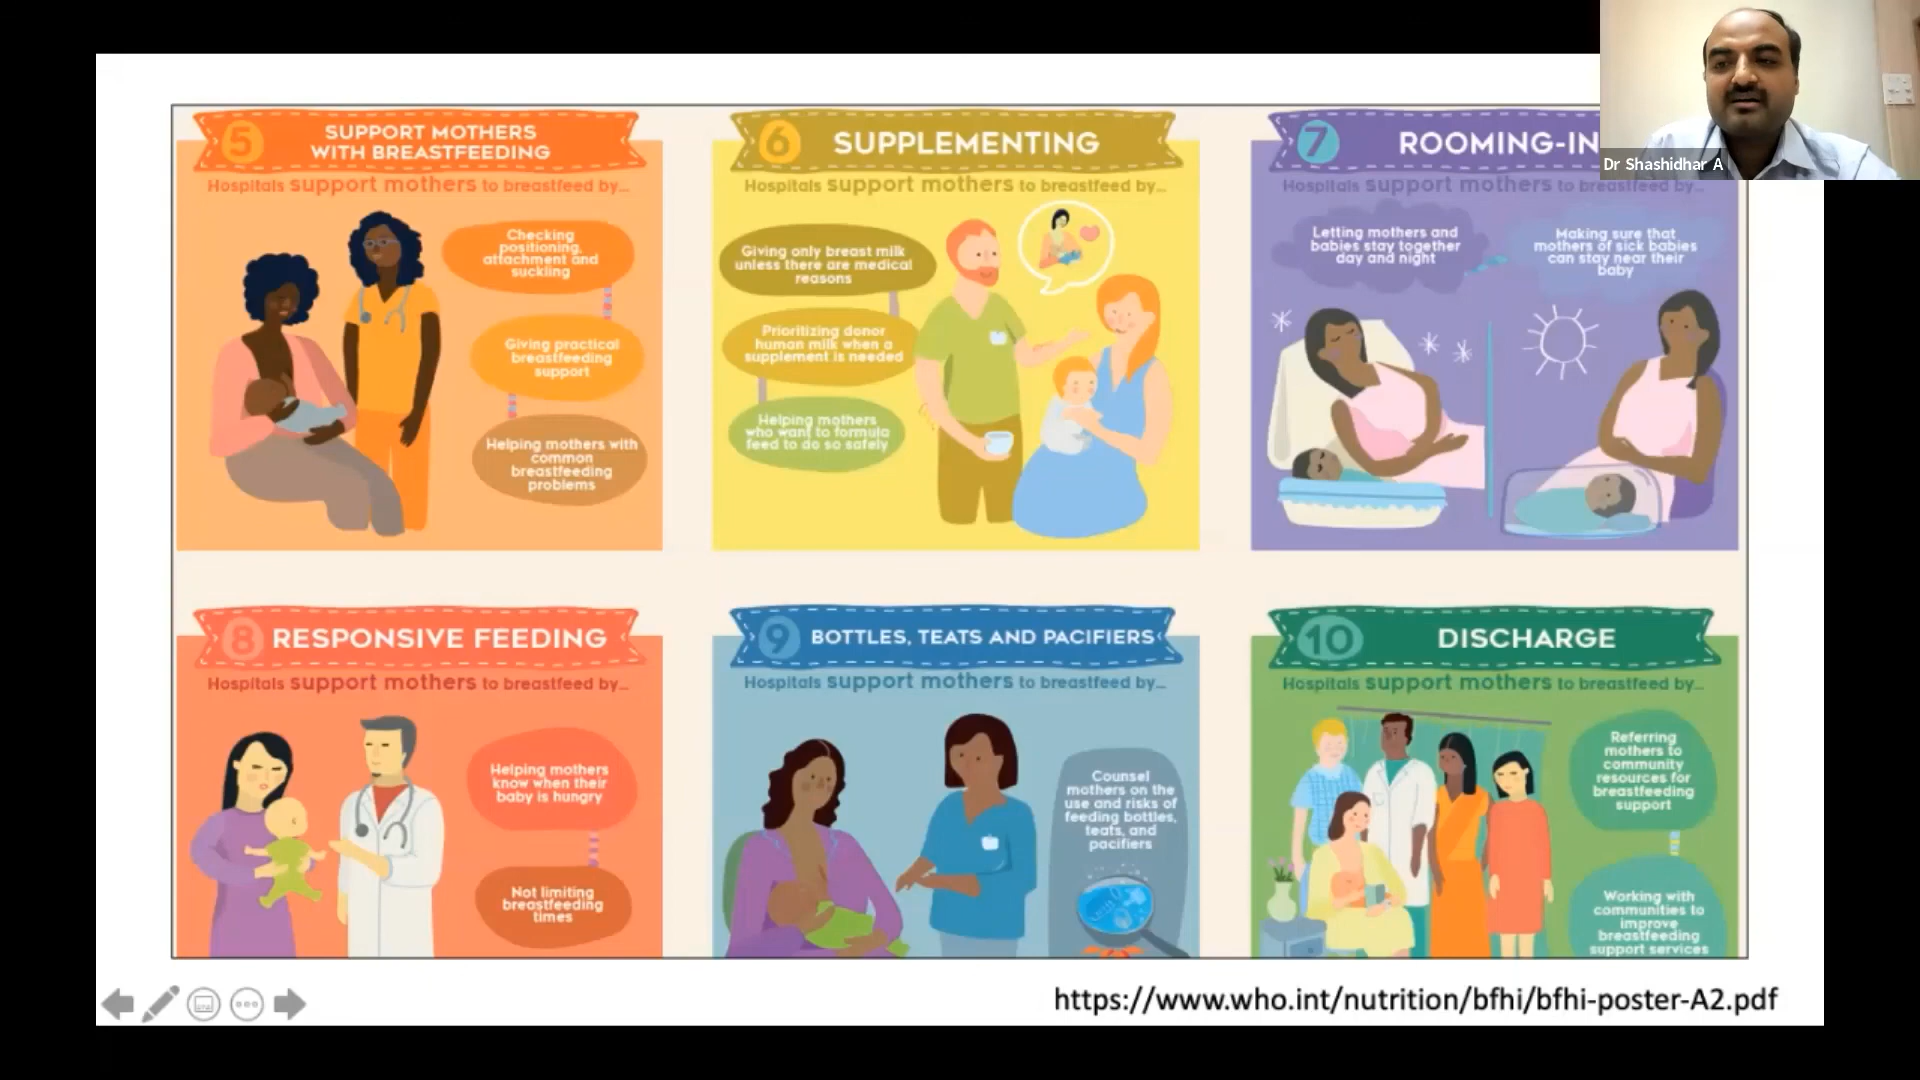 5
SUPPORT MOTHERS
WITH BREASTFEEDING
Hospitals support mothers to breastfeed by...
Checking
positioning,
attachment and
suckling
Giving practical
breastfeeding
support
Helping mothers with
common
breastfeeding
problems
6
SUPPLEMENTING
Hospitals support mothers to breastfeed by...
Giving only breast milk
unless there are medical
reasons
Prioritizing donor
human milk when a
supplement is needed
Helping mothers
who want to formula
feed to do so safely
7
ROOMING-IN
Hospitals support mothers to breastfeed by...
Letting mothers and
babies stay together
day and night
Making sure that
mothers of sick babies
can stay near their
baby
Dr Shashidhar A
8
RESPONSIVE FEEDING
Hospitals support mothers to breastfeed by...
Helping mothers
know when their
baby is hungry
Not limiting
breastfeeding
times
9
BOTTLES, TEATS AND PACIFIERS
Hospitals support mothers to breastfeed by...
Counsel
mothers on the
use and risks of
feeding bottles,
teats, and
pacifiers
10
DISCHARGE
Hospitals support mothers to breastfeed by...
Referring
mothers to
community
resources for
breastfeeding
support
Working with
communities to
improve
breastfeeding
support services
https://www.who.int/nutrition/bfhi/bfhi-poster-A2.pdf